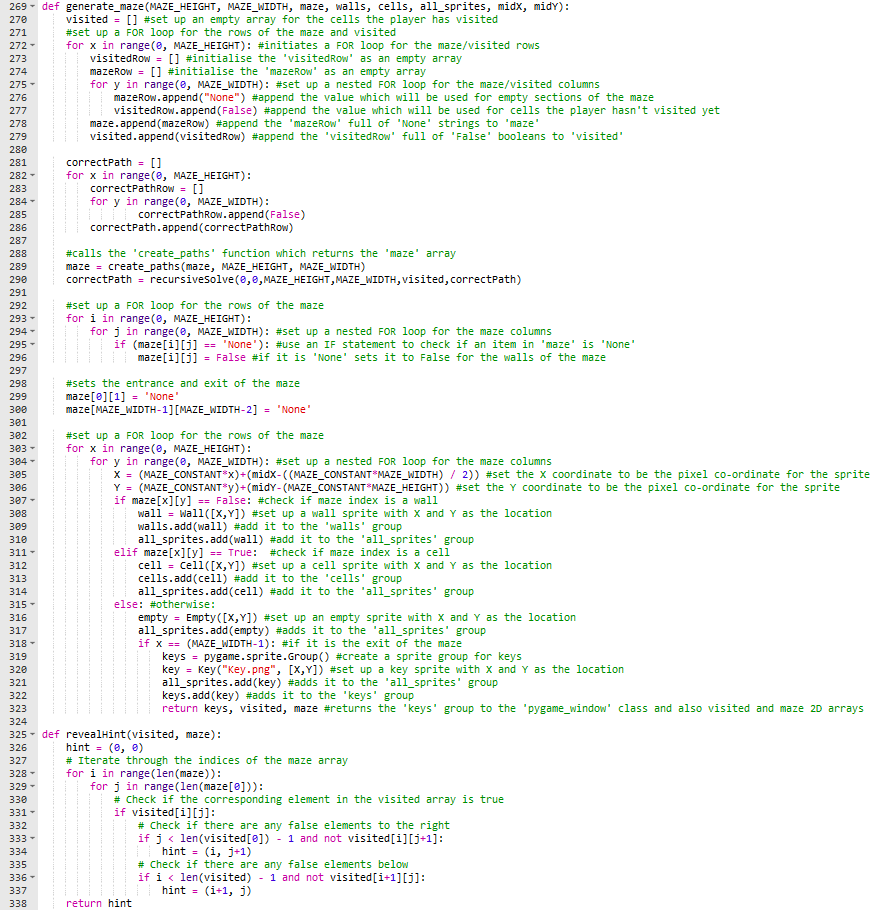 269 def generate_maze(MAZE_HEIGHT, MAZE_WIDTH, maze, walls, cells, all_sprites, midX, midY):
270     visited = [] #set up an empty array for the cells the player has visited
271     #set up a FOR loop for the rows of the maze and visited
272     for x in range(0, MAZE_HEIGHT): #initiates a FOR loop for the maze/visited rows
273         visitedRow = [] #initialise the 'visitedRow' as an empty array
274         mazeRow = [] #initialise the 'mazeRow' as an empty array
275         for y in range(0, MAZE_WIDTH): #set up a nested FOR loop for the maze/visited columns
276             mazeRow.append("None") #append the value which will be used for empty sections of the maze
277             visitedRow.append(False) #append the value which will be used for cells the player hasn't visited yet
278         maze.append(mazeRow) #append the 'mazeRow' full of 'None' strings to 'maze'
279         visited.append(visitedRow) #append the 'visitedRow' full of 'False' booleans to 'visited'
280
281     correctPath = []
282     for x in range(0, MAZE_HEIGHT):
283         correctPathRow = []
284         for y in range(0, MAZE_WIDTH):
285                 correctPathRow.append(False)
286         correctPath.append(correctPathRow)
287
288     #calls the 'create_paths' function which returns the 'maze' array
289     maze = create_paths(maze, MAZE_HEIGHT, MAZE_WIDTH)
290     correctPath = recursiveSolve(0,0,MAZE_HEIGHT,MAZE_WIDTH,visited,correctPath)
291
292     #set up a FOR loop for the rows of the maze
293     for i in range(0, MAZE_HEIGHT):
294         for j in range(0, MAZE_WIDTH): #set up a nested FOR loop for the maze columns
295             if (maze[i][j] == 'None'): #use an IF statement to check if an item in 'maze' is 'None'
296                 maze[i][j] = False #if it is 'None' sets it to False for the walls of the maze
297
298     #sets the entrance and exit of the maze
299     maze[0][1] = 'None'
300     maze[MAZE_WIDTH-1][MAZE_WIDTH-2] = 'None'
301
302     #set up a FOR loop for the rows of the maze
303     for x in range(0, MAZE_HEIGHT):
304         for y in range(0, MAZE_WIDTH): #set up a nested FOR loop for the maze columns
305             X = (MAZE_CONSTANT*x)+(midX-((MAZE_CONSTANT*MAZE_WIDTH) / 2)) #set the X coordinate to be the pixel co-ordinate for the sprite
306             Y = (MAZE_CONSTANT*y)+(midY-(MAZE_CONSTANT*MAZE_HEIGHT)) #set the Y coordinate to be the pixel co-ordinate for the sprite
307             if maze[x][y] == False: #check if maze index is a wall
308                 wall = Wall([X,Y]) #set up a wall sprite with X and Y as the location
309                 walls.add(wall) #add it to the 'walls' group
310                 all_sprites.add(wall) #add it to the 'all_sprites' group
311             elif maze[x][y] == True:  #check if maze index is a cell
312                 cell = Cell([X,Y]) #set up a cell sprite with X and Y as the location
313                 cells.add(cell) #add it to the 'cells' group
314                 all_sprites.add(cell) #add it to the 'all_sprites' group
315             else: #otherwise:
316                 empty = Empty([X,Y]) #set up an empty sprite with X and Y as the location
317                 all_sprites.add(empty) #adds it to the 'all_sprites' group
318                 if x == (MAZE_WIDTH-1): #if it is the exit of the maze
319                     keys = pygame.sprite.Group() #create a sprite group for keys
320                     key = Key("Key.png", [X,Y]) #set up a key sprite with X and Y as the location
321                     all_sprites.add(key) #adds it to the 'all_sprites' group
322                     keys.add(key) #adds it to the 'keys' group
323                     return keys, visited, maze #returns the 'keys' group to the 'pygame_window' class and also visited and maze 2D arrays
324
325 def revealHint(visited, maze):
326     hint = (0, 0)
327     # Iterate through the indices of the maze array
328     for i in range(len(maze)):
329         for j in range(len(maze[0])):
330             # Check if the corresponding element in the visited array is true
331             if visited[i][j]:
332                 # Check if there are any false elements to the right
333                 if j < len(visited[0]) - 1 and not visited[i][j+1]:
334                     hint = (i, j+1)
335                 # Check if there are any false elements below
336                 if i < len(visited) - 1 and not visited[i+1][j]:
337                     hint = (i+1, j)
338     return hint